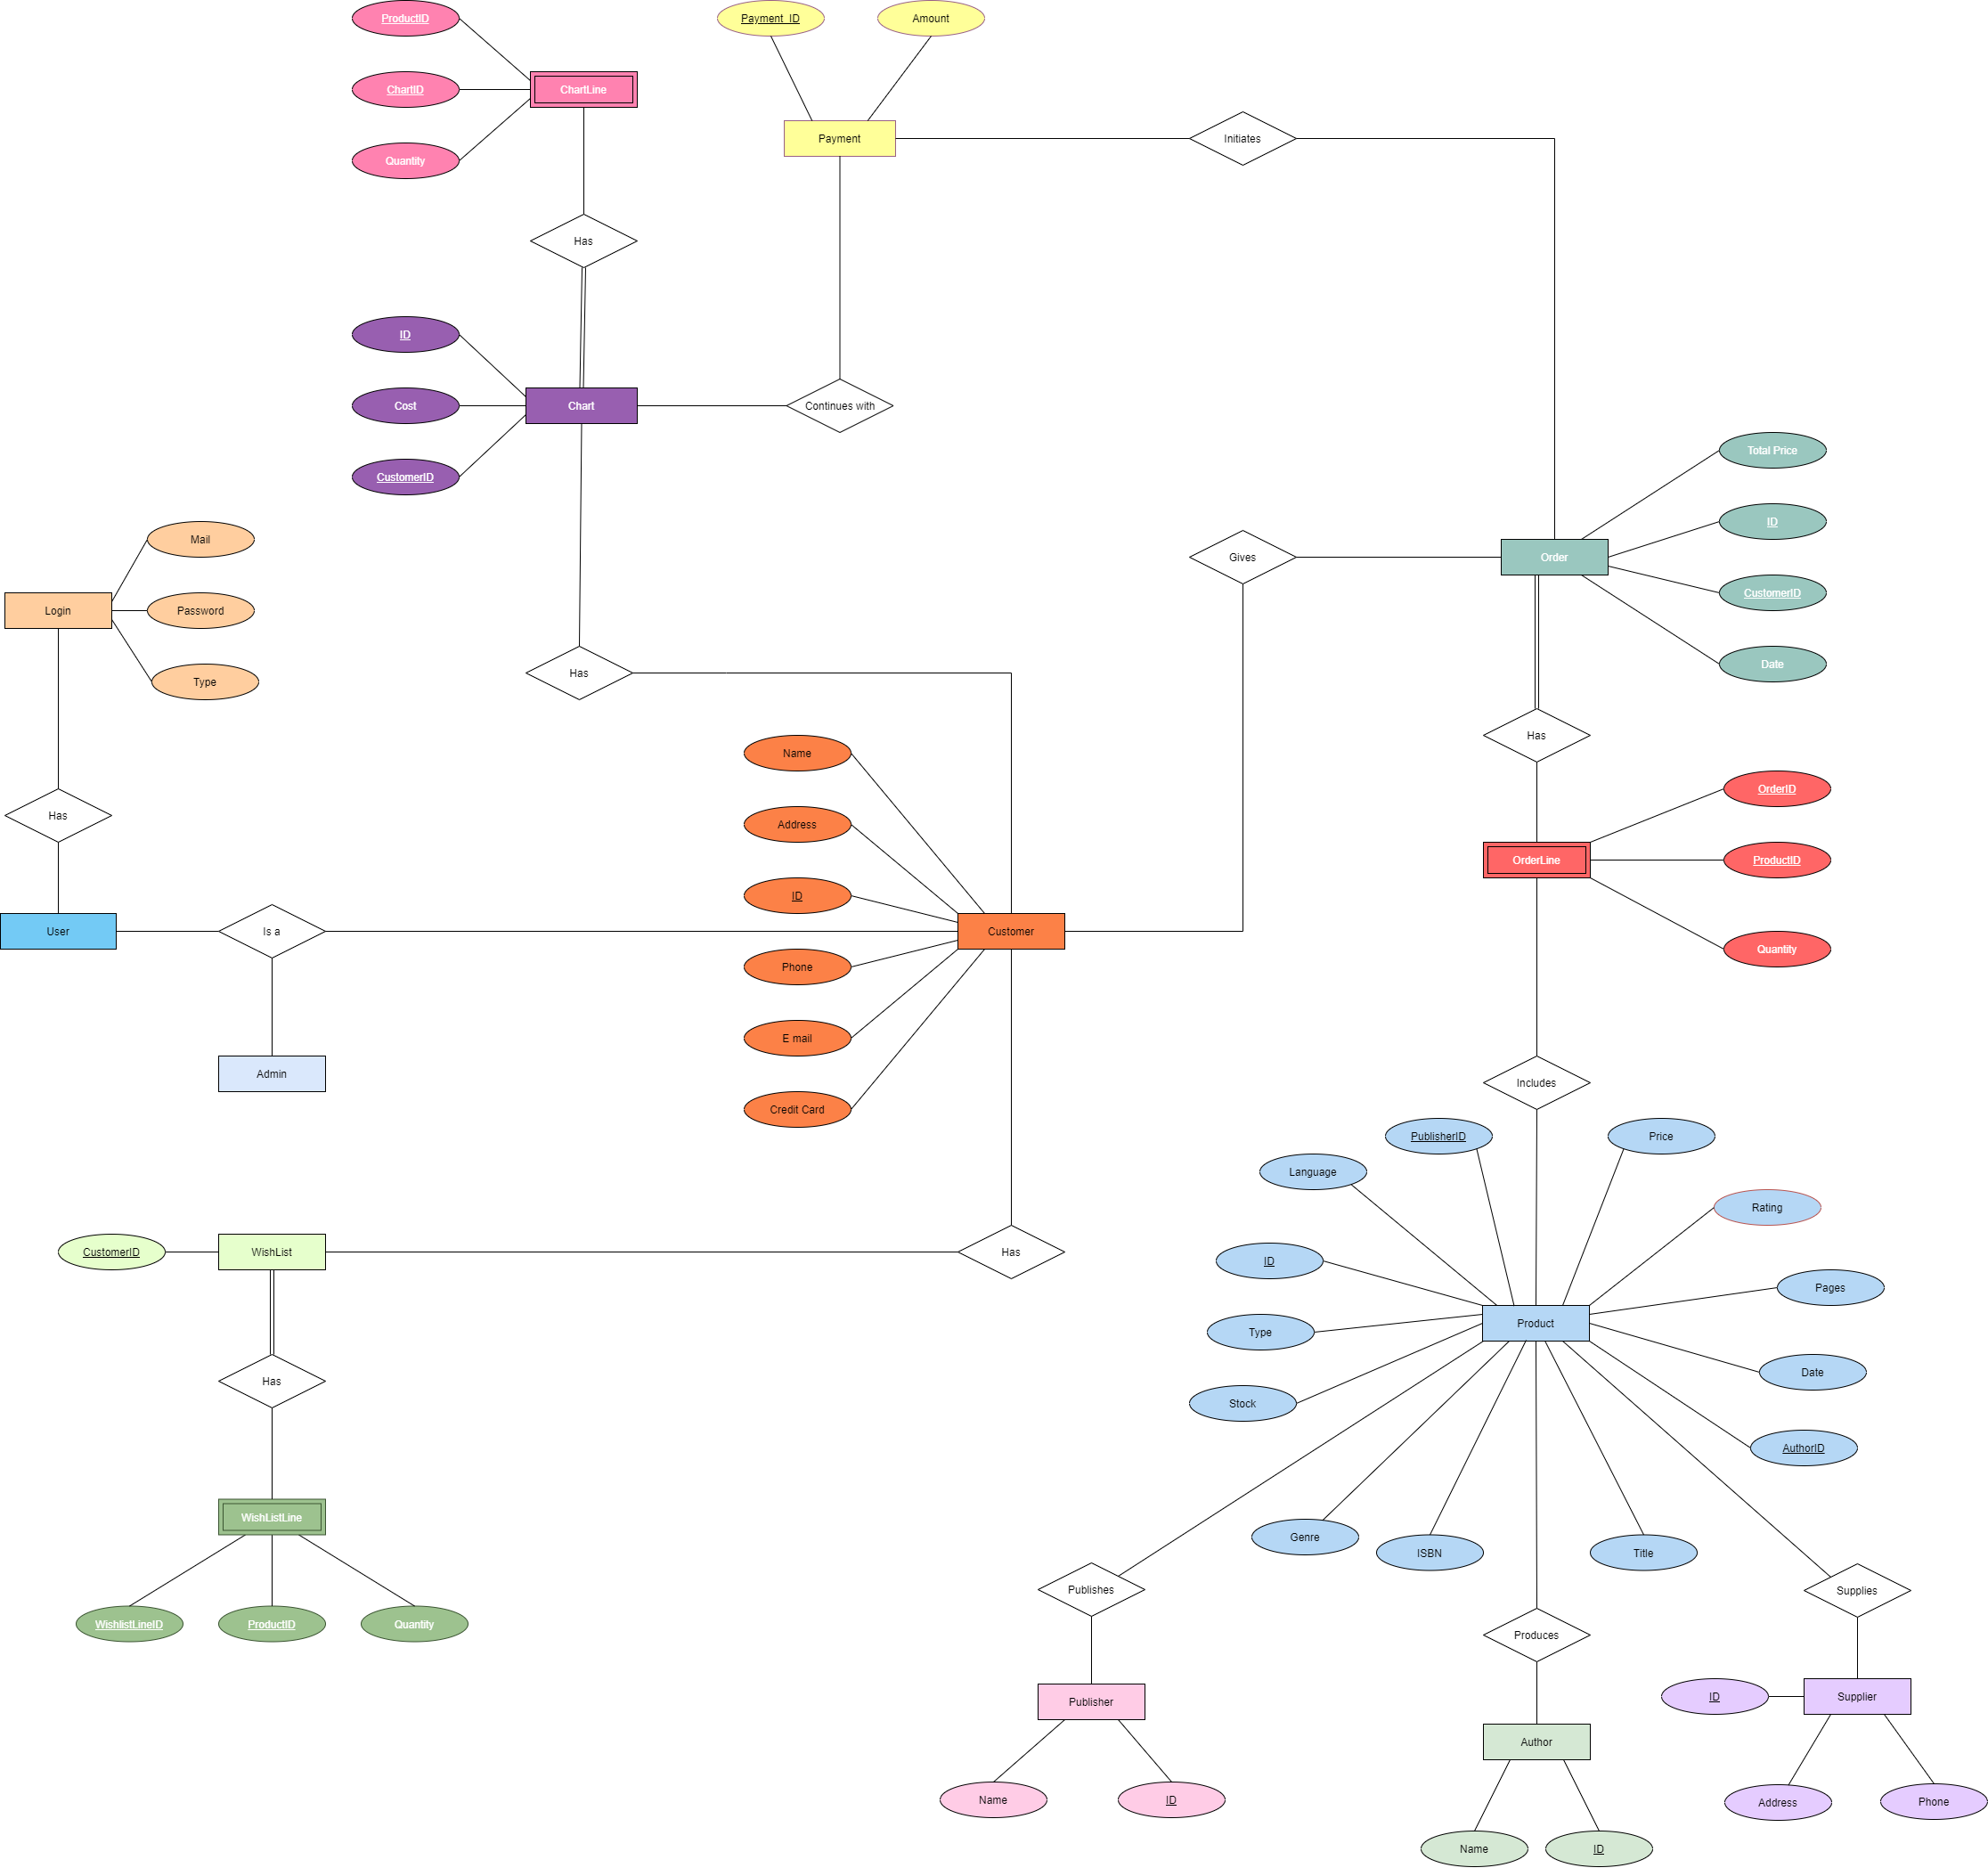 ProductID
Payment_ID
Amount
ChartID
ChartLine
Payment
Initiates
Quantity
Has
ID
Cost
Chart
Continues with
CustomerID
Total Price
ID
Mail
Gives
Order
CustomerID
Login
Password
Date
Type
Has
Has
Name
OrderID
Has
Address
OrderLine
ProductID
ID
User
Is a
Customer
Quantity
Phone
E mail
Admin
Includes
Credit Card
PublisherID
Price
Language
Rating
CustomerID
WishList
Has
ID
Pages
Type
Product
Date
Has
Stock
AuthorID
WishListLine
Genre
ISBN
Title
Publishes
Supplies
WishlistLineID
ProductID
Quantity
Produces
Publisher
ID
Supplier
Author
Name
ID
Address
Phone
Name
ID